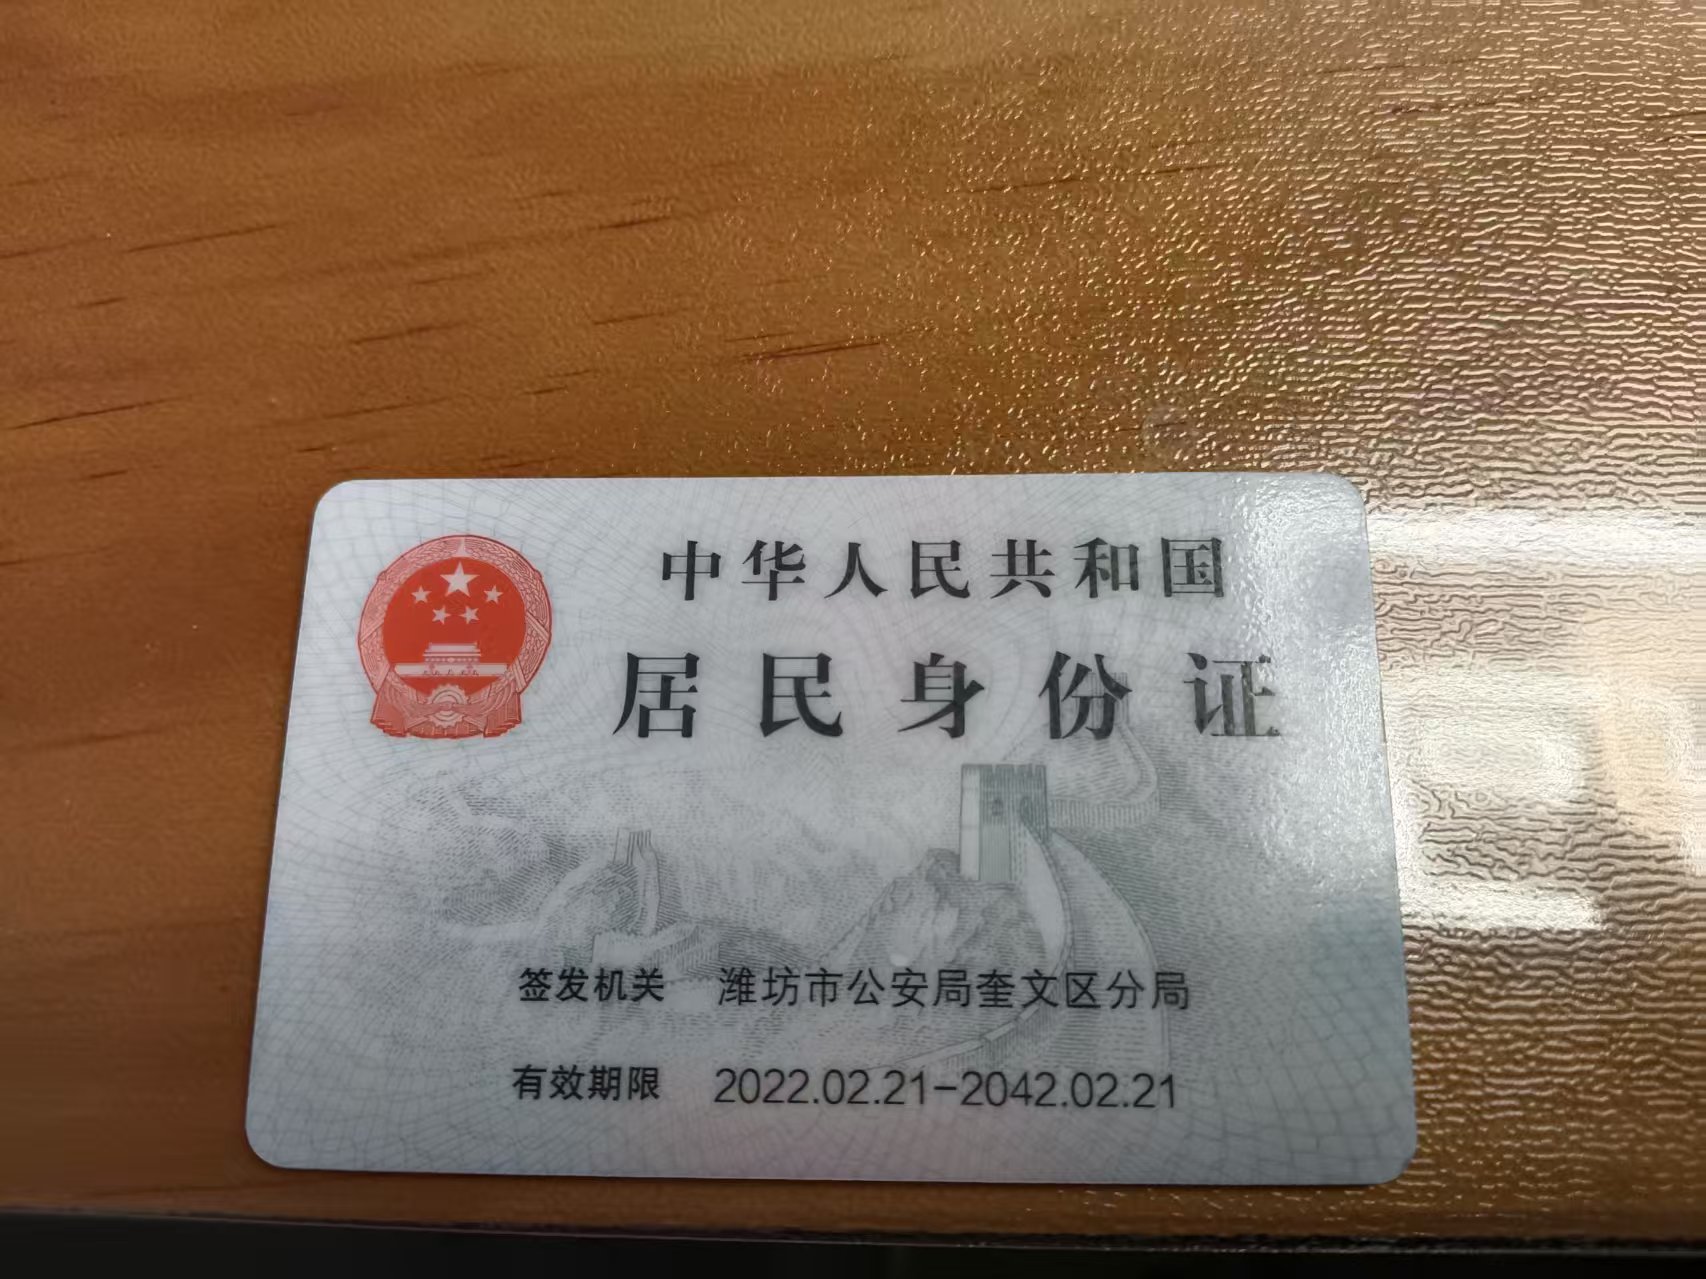 中华人民共和国
居民身份证
签发机关 潍坊市公安局奎文区分局
有效期限 2022.02.21-2042.02.21